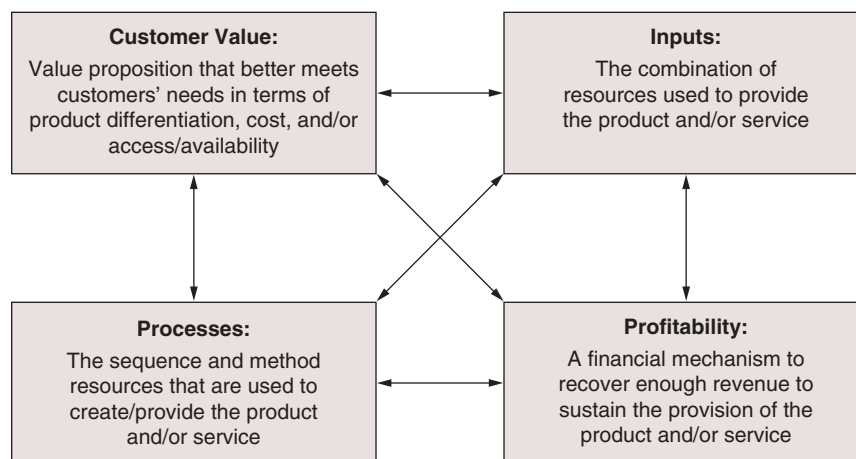 Customer Value:
Value proposition that better meets
customers’ needs in terms of
product differentiation, cost, and/or
access/availability
Inputs:
The combination of
resources used to provide
the product and/or service
Processes:
The sequence and method
resources that are used to
create/provide the product
and/or service
Profitability:
A financial mechanism to
recover enough revenue to
sustain the provision of the
product and/or service